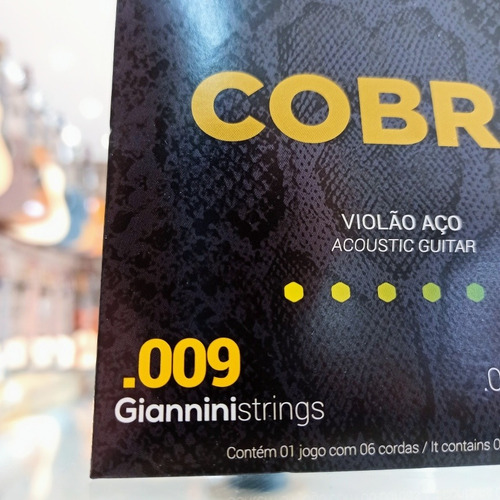 COBR
VIOLÃO AÇO
ACOUSTIC GUITAR
.009
Gianninistrings
Contém 01 jogo com 06 cordas / It contains